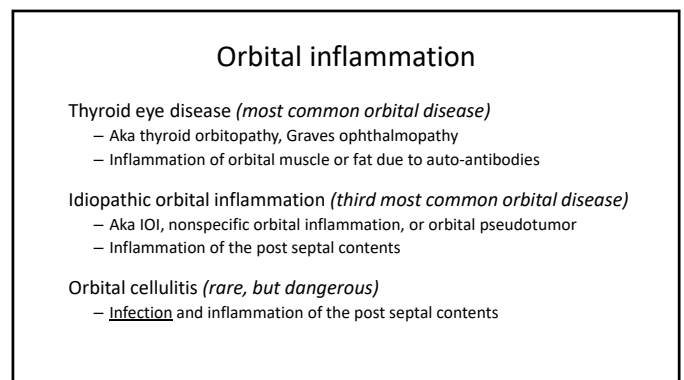 Orbital inflammation
Thyroid eye disease (most common orbital disease)
– Aka thyroid orbitopathy, Graves ophthalmopathy
– Inflammation of orbital muscle or fat due to auto-antibodies
Idiopathic orbital inflammation (third most common orbital disease)
– Aka IOI, nonspecific orbital inflammation, or orbital pseudotumor
– Inflammation of the post septal contents
Orbital cellulitis (rare, but dangerous)
– Infection and inflammation of the post septal contents